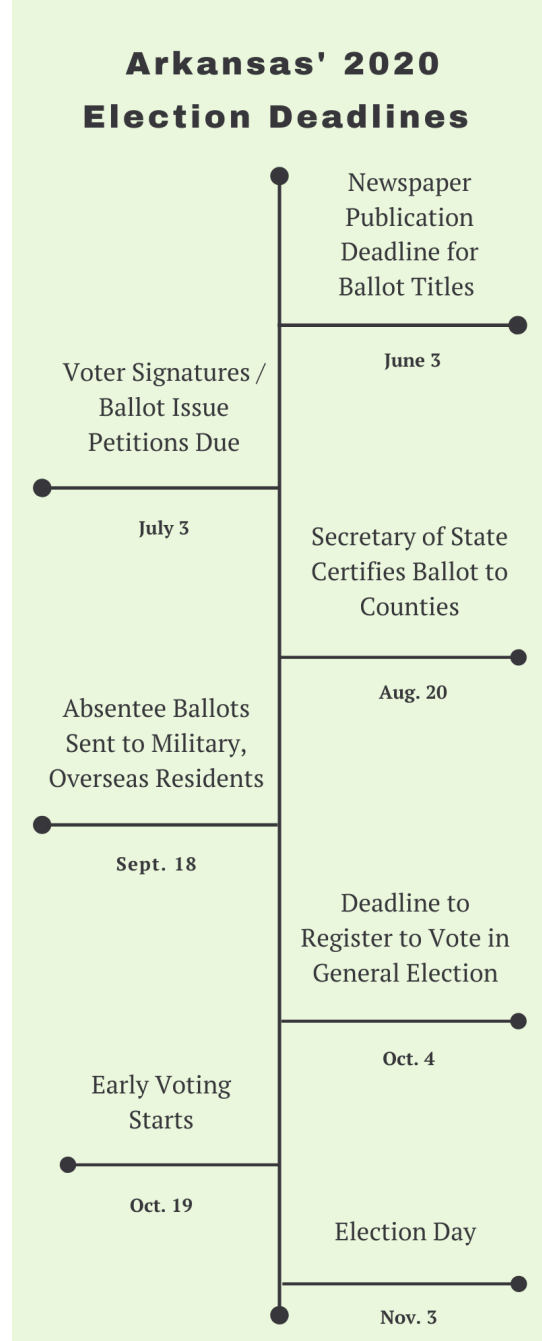 Arkansas' 2020
Election Deadlines
Newspaper
Publication
Deadline for
Ballot Titles
June 3
Voter Signatures /
Ballot Issue
Petitions Due
July 3
Secretary of State
Certifies Ballot to
Counties
Aug. 20
Absentee Ballots
Sent to Military,
Overseas Residents
Sept. 18
Deadline to
Register to Vote in
General Election
Oct. 4
Early Voting
Starts
Oct. 19
Election Day
Nov. 3